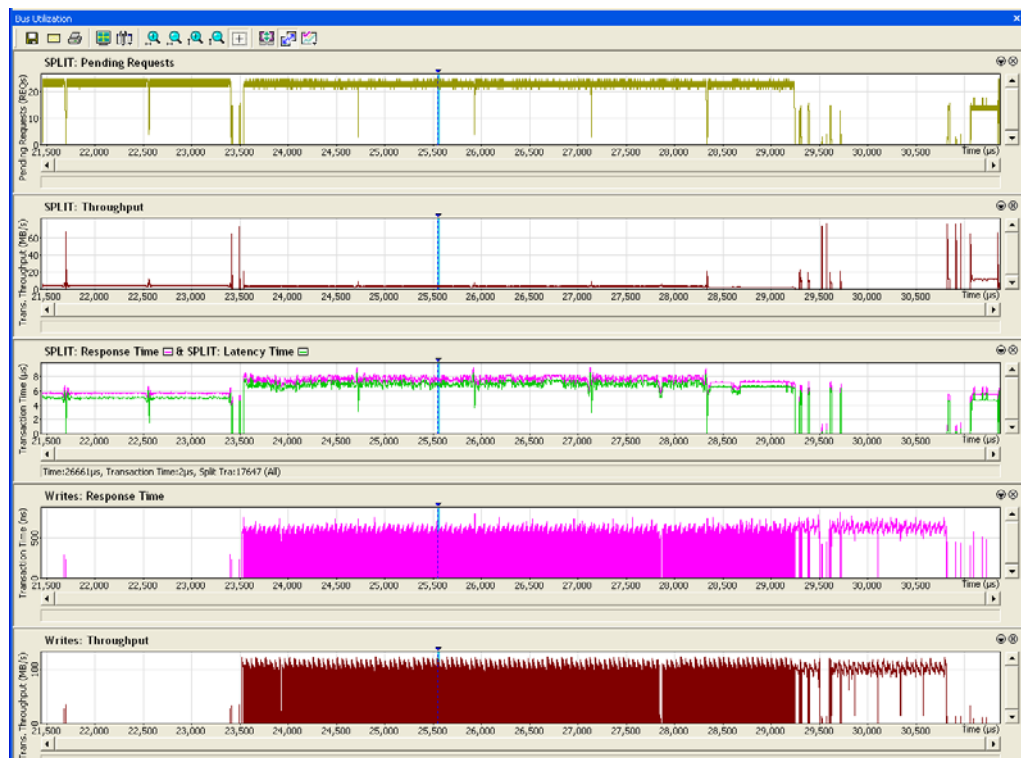 Bus Utilization
SPLIT: Pending Requests
Pending Requests (REQs)
20
10
0
21,500 22,000 22,500 23,000 23,500 24,000 24,500 25,000 25,500 26,000 26,500 27,000 27,500 28,000 28,500 29,000 29,500 30,000 30,500 Time (µs)
SPLIT: Throughput
Trans. Throughput (MB/s)
60
40
20
0
21,500 22,000 22,500 23,000 23,500 24,000 24,500 25,000 25,500 26,000 26,500 27,000 27,500 28,000 28,500 29,000 29,500 30,000 30,500 Time (µs)
SPLIT: Response Time & SPLIT: Latency Time
Transaction Time (µs)
8
6
4
2
0
21,500 22,000 22,500 23,000 23,500 24,000 24,500 25,000 25,500 26,000 26,500 27,000 27,500 28,000 28,500 29,000 29,500 30,000 30,500 Time (µs)
Time:26661µs, Transaction Time:2µs, Split Tra:17647 (All)
Writes: Response Time
Transaction Time (ns)
500
0
21,500 22,000 22,500 23,000 23,500 24,000 24,500 25,000 25,500 26,000 26,500 27,000 27,500 28,000 28,500 29,000 29,500 30,000 30,500 Time (µs)
Writes: Throughput
Trans. Throughput (MB/s)
100
0
21,500 22,000 22,500 23,000 23,500 24,000 24,500 25,000 25,500 26,000 26,500 27,000 27,500 28,000 28,500 29,000 29,500 30,000 30,500 Time (µs)